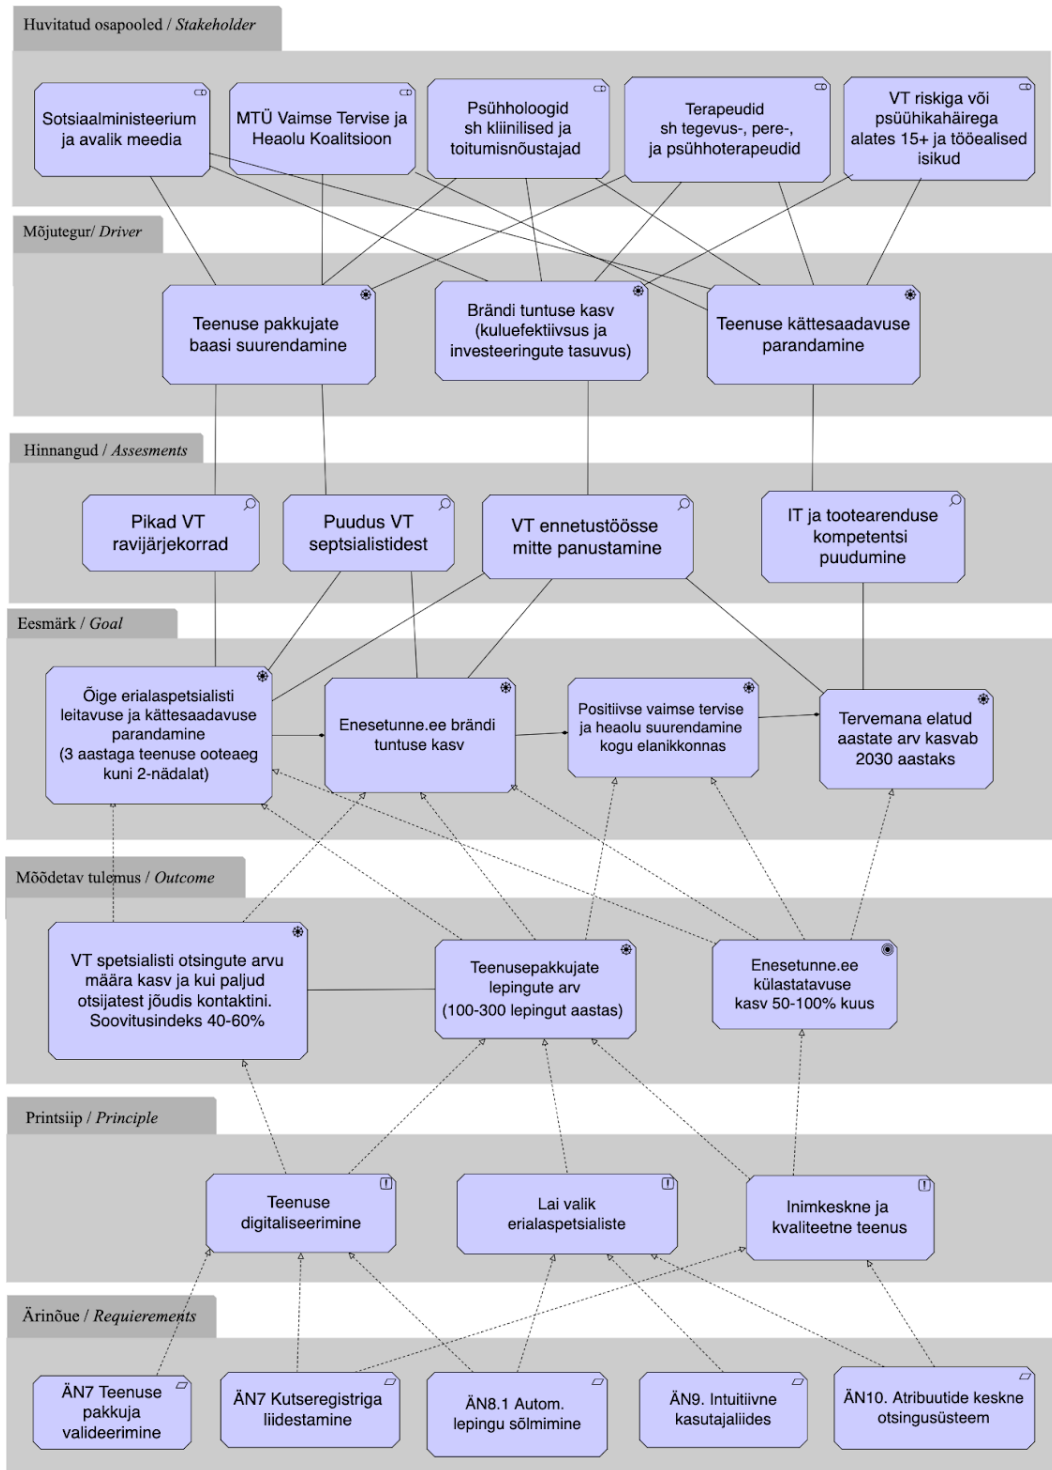 Huvitatud osapooled / Stakeholder
Sotsiaalministeerium
ja avalik meedia
MTÜ Vaimse Tervise ja
Heaolu Koalitsioon
Psühholoogid
sh kliinilised ja
toitumisnõustajad
Terapeudid
sh tegevus-, pere-,
ja psühhoterapeudid
VT riskiga või
psüühikahäirega
alates 15+ ja tööealised
isikud
Mõjutegur/ Driver
Teenuse pakkujate
baasi suurendamine
Brändi tuntuse kasv
(kuluefektiivsus ja
investeeringute tasuvus)
Teenuse kättesaadavuse
parandamine
Hinnangud / Assesments
Pikad VT
ravijärjekorrad
Puudus VT
septsialistidest
VT ennetustöösse
mitte panustamine
IT ja tootearenduse
kompetentsi
puudumine
Eesmärk / Goal
Õige erialaspetsialisti
leitavuse ja kättesaadavuse
parandamine
(3 aastaga teenuse ooteaeg
kuni 2-nädalat)
Enesetunne.ee brändi
tuntuse kasv
Positiivse vaimse tervise
ja heaolu suurendamine
kogu elanikkonnas
Tervemana elatud
aastate arv kasvab
2030 aastaks
Mõõdetav tulemus / Outcome
VT spetsialisti otsingute arvu
määra kasv ja kui paljud
otsijatest jõudis kontaktini.
Soovitusindeks 40-60%
Teenusepakkujate
lepingute arv
(100-300 lepingut aastas)
Enesetunne.ee
külastatavuse
kasv 50-100% kuus
Printsiip / Principle
Teenuse
digitaliseerimine
Lai valik
erialaspetsialiste
Inimkeskne ja
kvaliteetne teenus
Ärinõue / Requierements
ÄN7 Teenuse
pakkuja
valideerimine
ÄN7 Kutseregistriga
liidestamine
ÄN8.1 Autom.
lepingu sõlmimine
ÄN9. Intuitiivne
kasutajaliides
ÄN10. Atribuutide keskne
otsingusüsteem